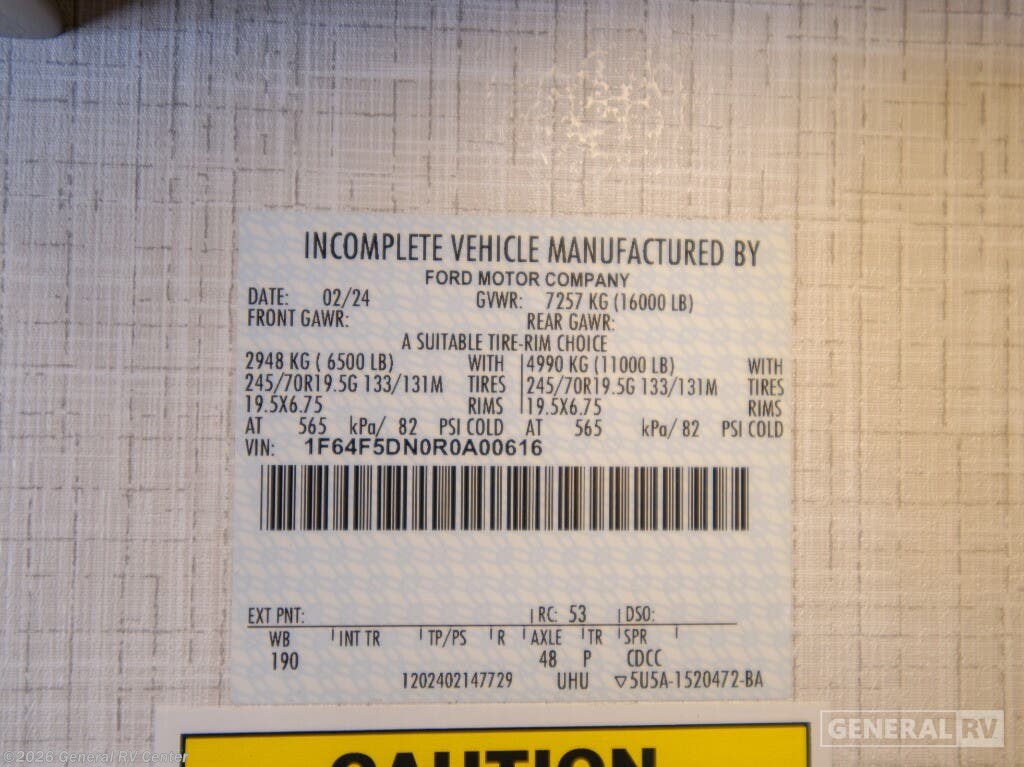 INCOMPLETE VEHICLE MANUFACTURED BY
FORD MOTOR COMPANY
DATE: 02/24 GVWR: 7257 KG (16000 LB)
FRONT GAWR: REAR GAWR:
A SUITABLE TIRE-RIM CHOICE
2948 KG ( 6500 LB) WITH 4990 KG (11000 LB) WITH
245/70R19.5G 133/131M TIRES 245/70R19.5G 133/131M TIRES
19.5X6.75 RIMS 19.5X6.75 RIMS
AT 565 kPa/ 82 PSI COLD AT 565 kPa/ 82 PSI COLD
VIN: 1F64F5DN0R0A00616
EXT PNT: RC: 53 DSO:
WB INT TR TP/PS R AXLE TR SPR
190 48 P CDCC
1202402147729 UHU ▽5U5A-1520472-BA
CAUTION
GENERAL RV
©2026 General RV Center